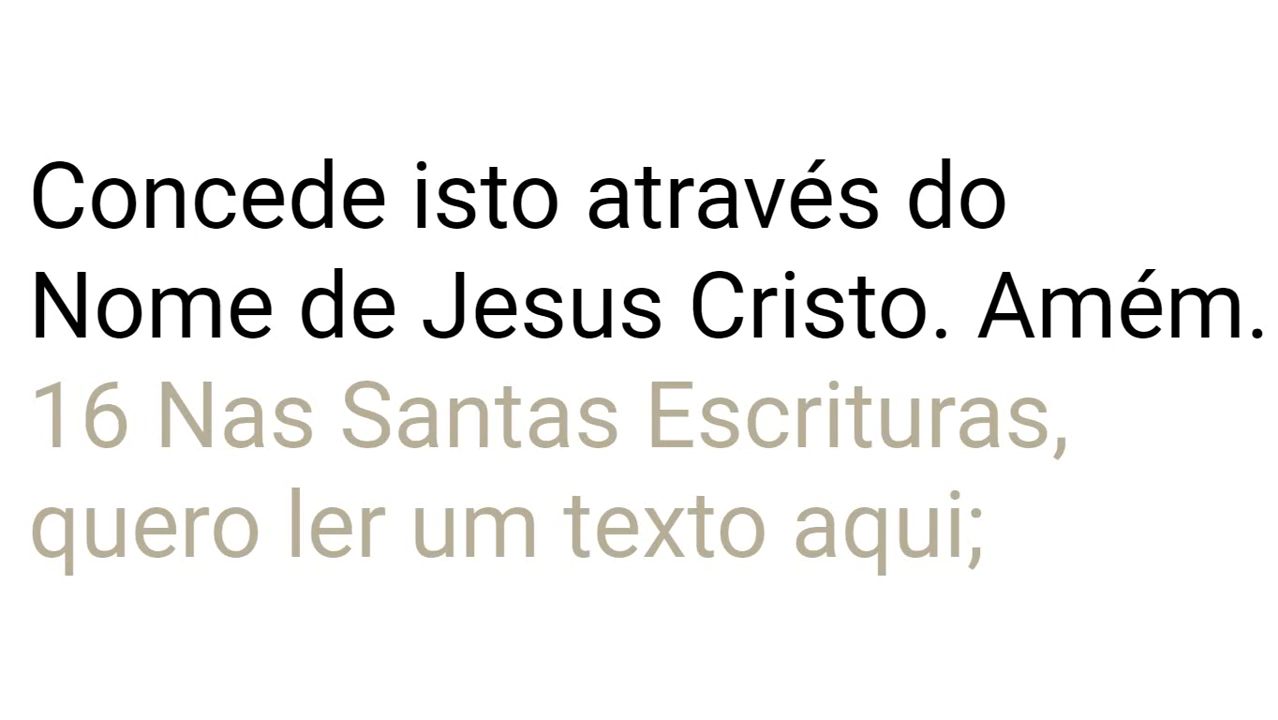 Concede isto através do
Nome de Jesus Cristo. Amém.
16 Nas Santas Escrituras,
quero ler um texto aqui;